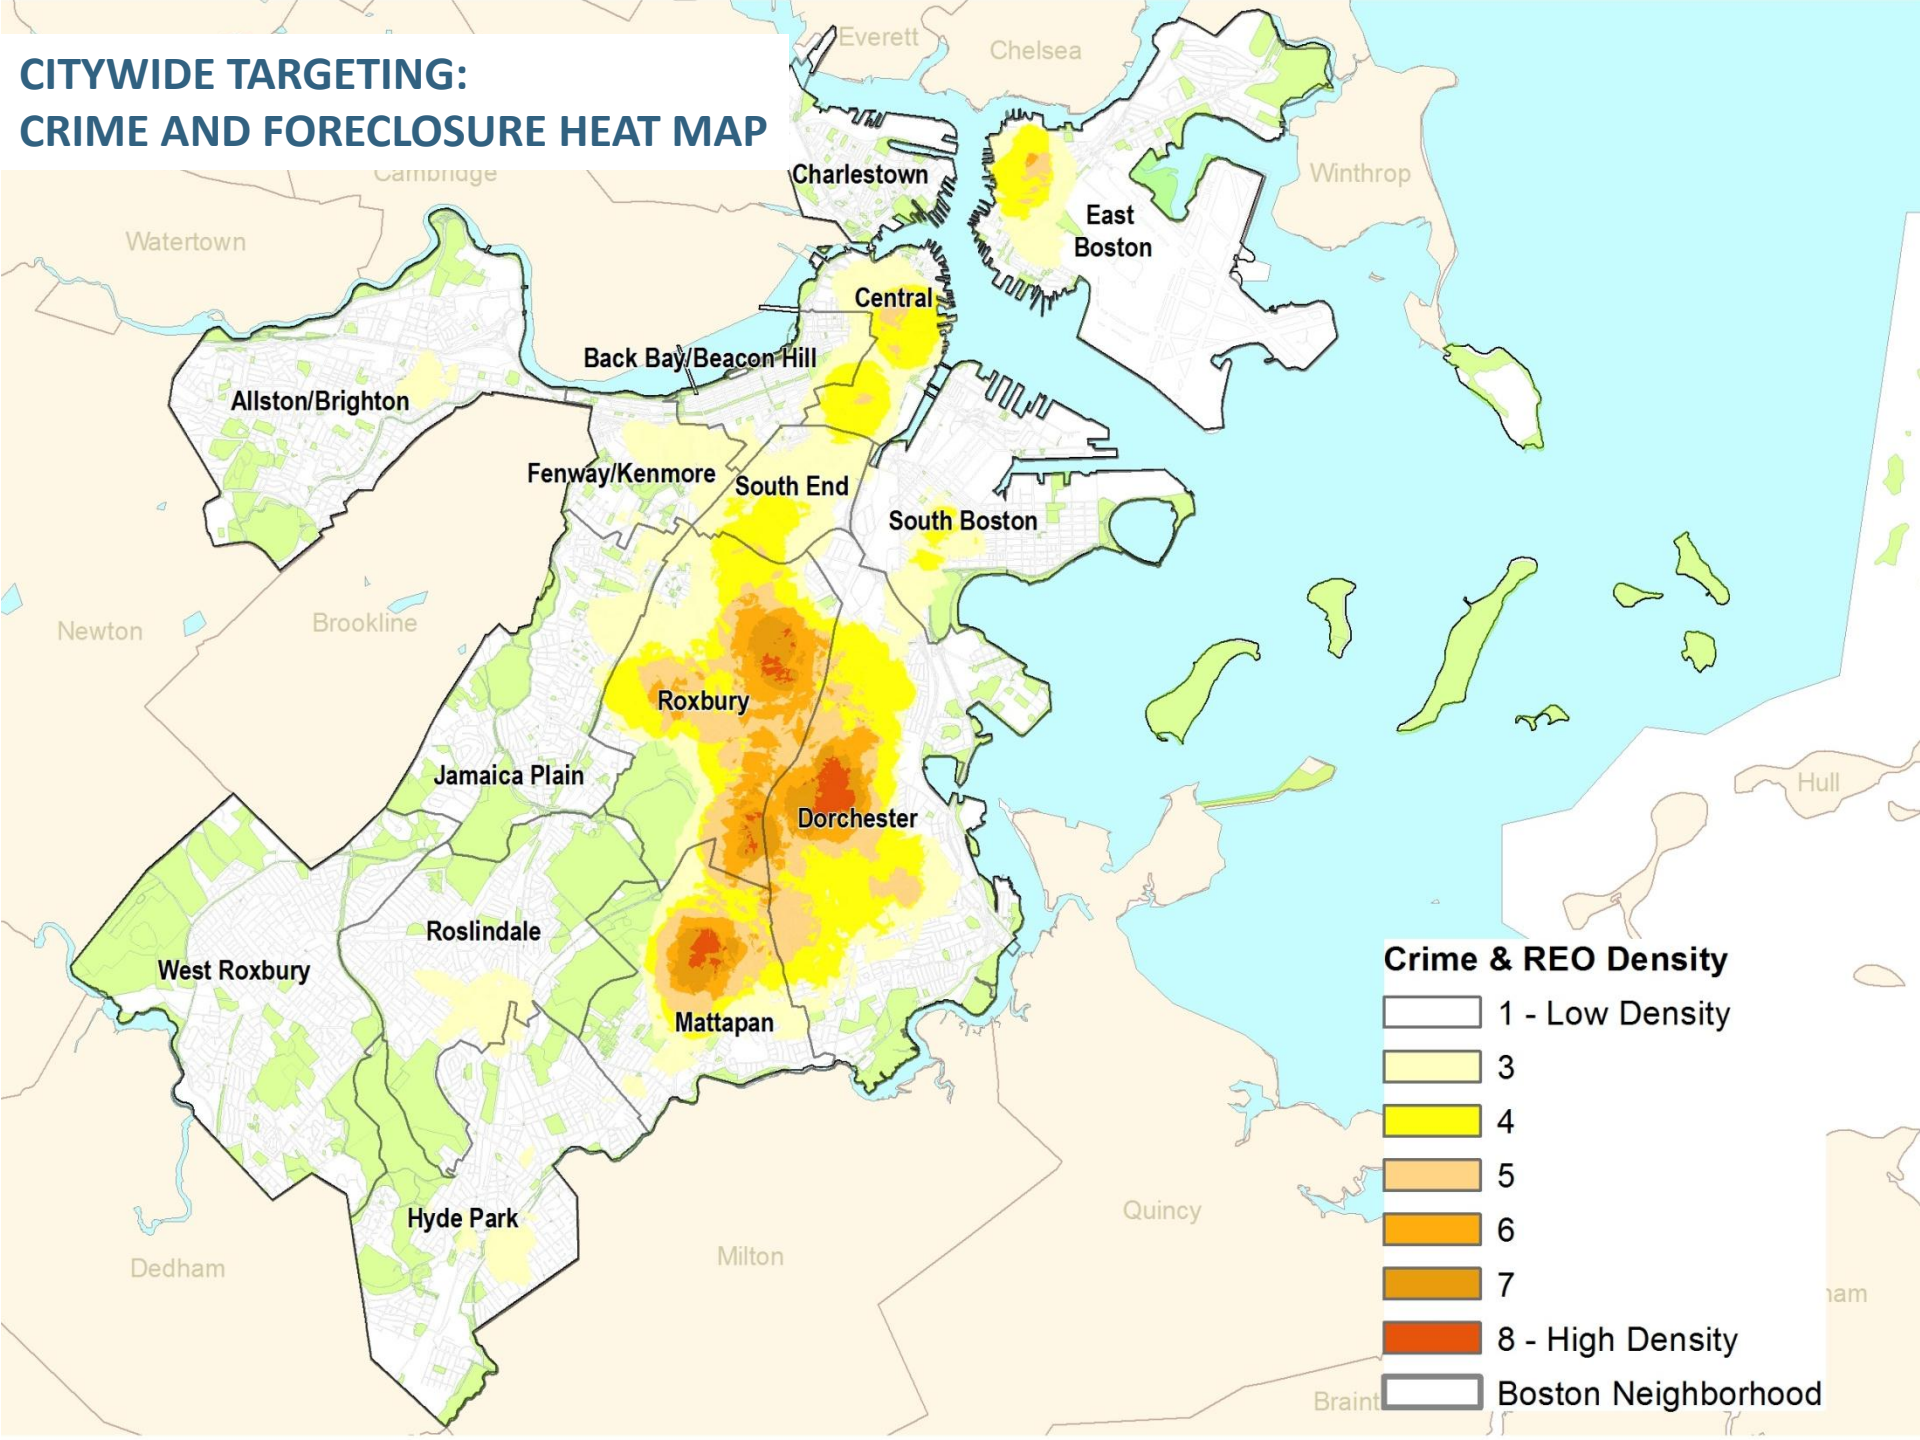 CITYWIDE TARGETING:
CRIME AND FORECLOSURE HEAT MAP
Everett
Chelsea
Cambridge
Charlestown
Winthrop
Watertown
East
Boston
Central
Back Bay/Beacon Hill
Allston/Brighton
Fenway/Kenmore
South End
South Boston
Newton
Brookline
Roxbury
Jamaica Plain
Hull
Dorchester
Roslindale
West Roxbury
Mattapan
Hyde Park
Quincy
Milton
Dedham
Braint
ham
Crime & REO Density
1 - Low Density
3
4
5
6
7
8 - High Density
Boston Neighborhood